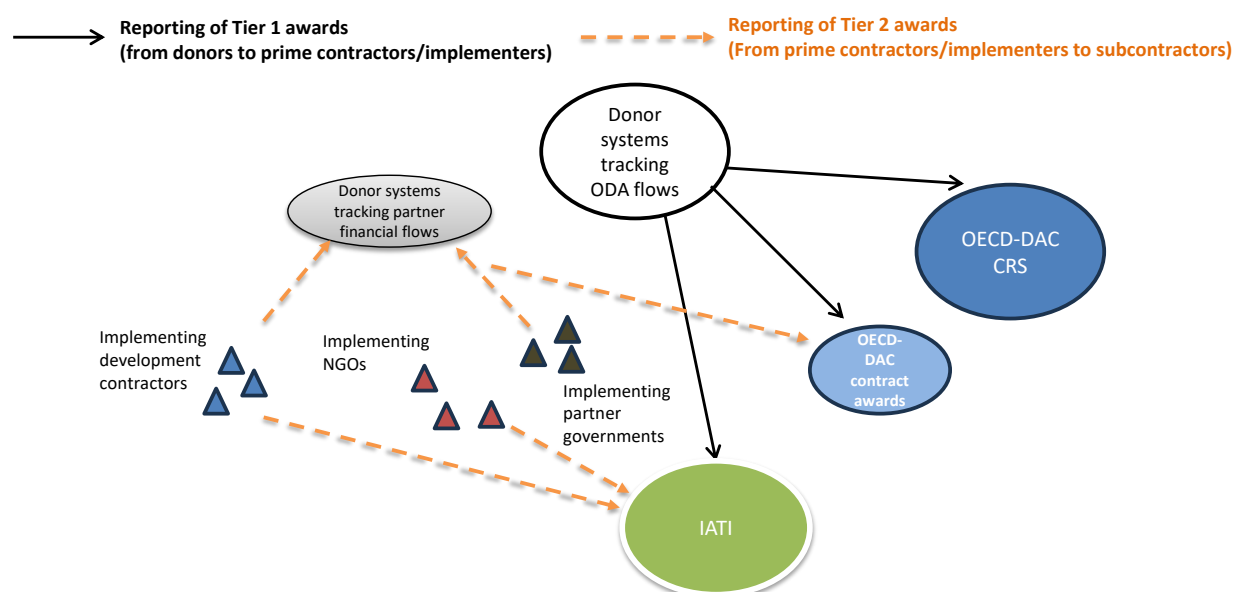 Reporting of Tier 1 awards
(from donors to prime contractors/implementers)
Reporting of Tier 2 awards
(From prime contractors/implementers to subcontractors)
Donor
systems
tracking
ODA flows
Donor systems
tracking partner
financial flows
OECD-DAC
CRS
Implementing
development
contractors
Implementing
NGOs
Implementing
partner
governments
OECD-
DAC
contract
awards
IATI